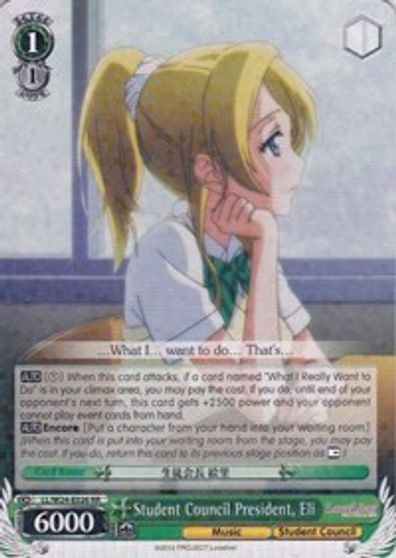 1
1
...What I... want to do... That's...
AUTO [(1)] When this card attacks, if a card named "What I Really Want to
Do" is in your climax area, you may pay the cost. If you do, until end of
your opponent's next turn, this card gets +2500 power and your opponent
cannot play event cards from hand.
AUTO Encore [Put a character from your hand into your waiting room]
(When this card is put into your waiting room from the stage, you may
pay the cost. If you do, return this card to its previous stage position as )
Card Name 生徒会長 絵里
Student Council President, Eli
6000
Music Student Council
©2013 PROJECT Lovelive!